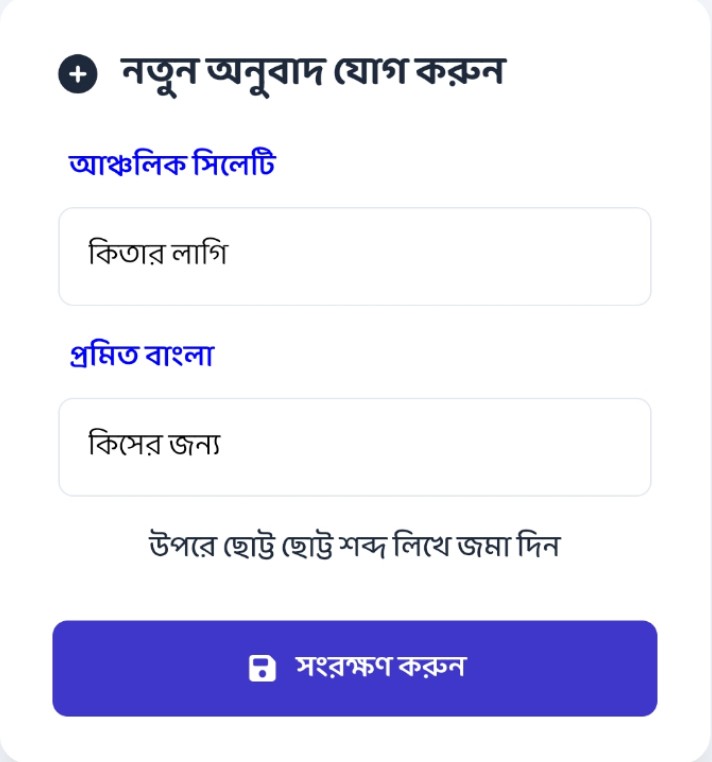 নতুন অনুবাদ যোগ করুন
আঞ্চলিক সিলেটি
কিতার লাগি
প্রমিত বাংলা
কিসের জন্য
উপরে ছোট্ট ছোট্ট শব্দ লিখে জমা দিন
সংরক্ষণ করুন